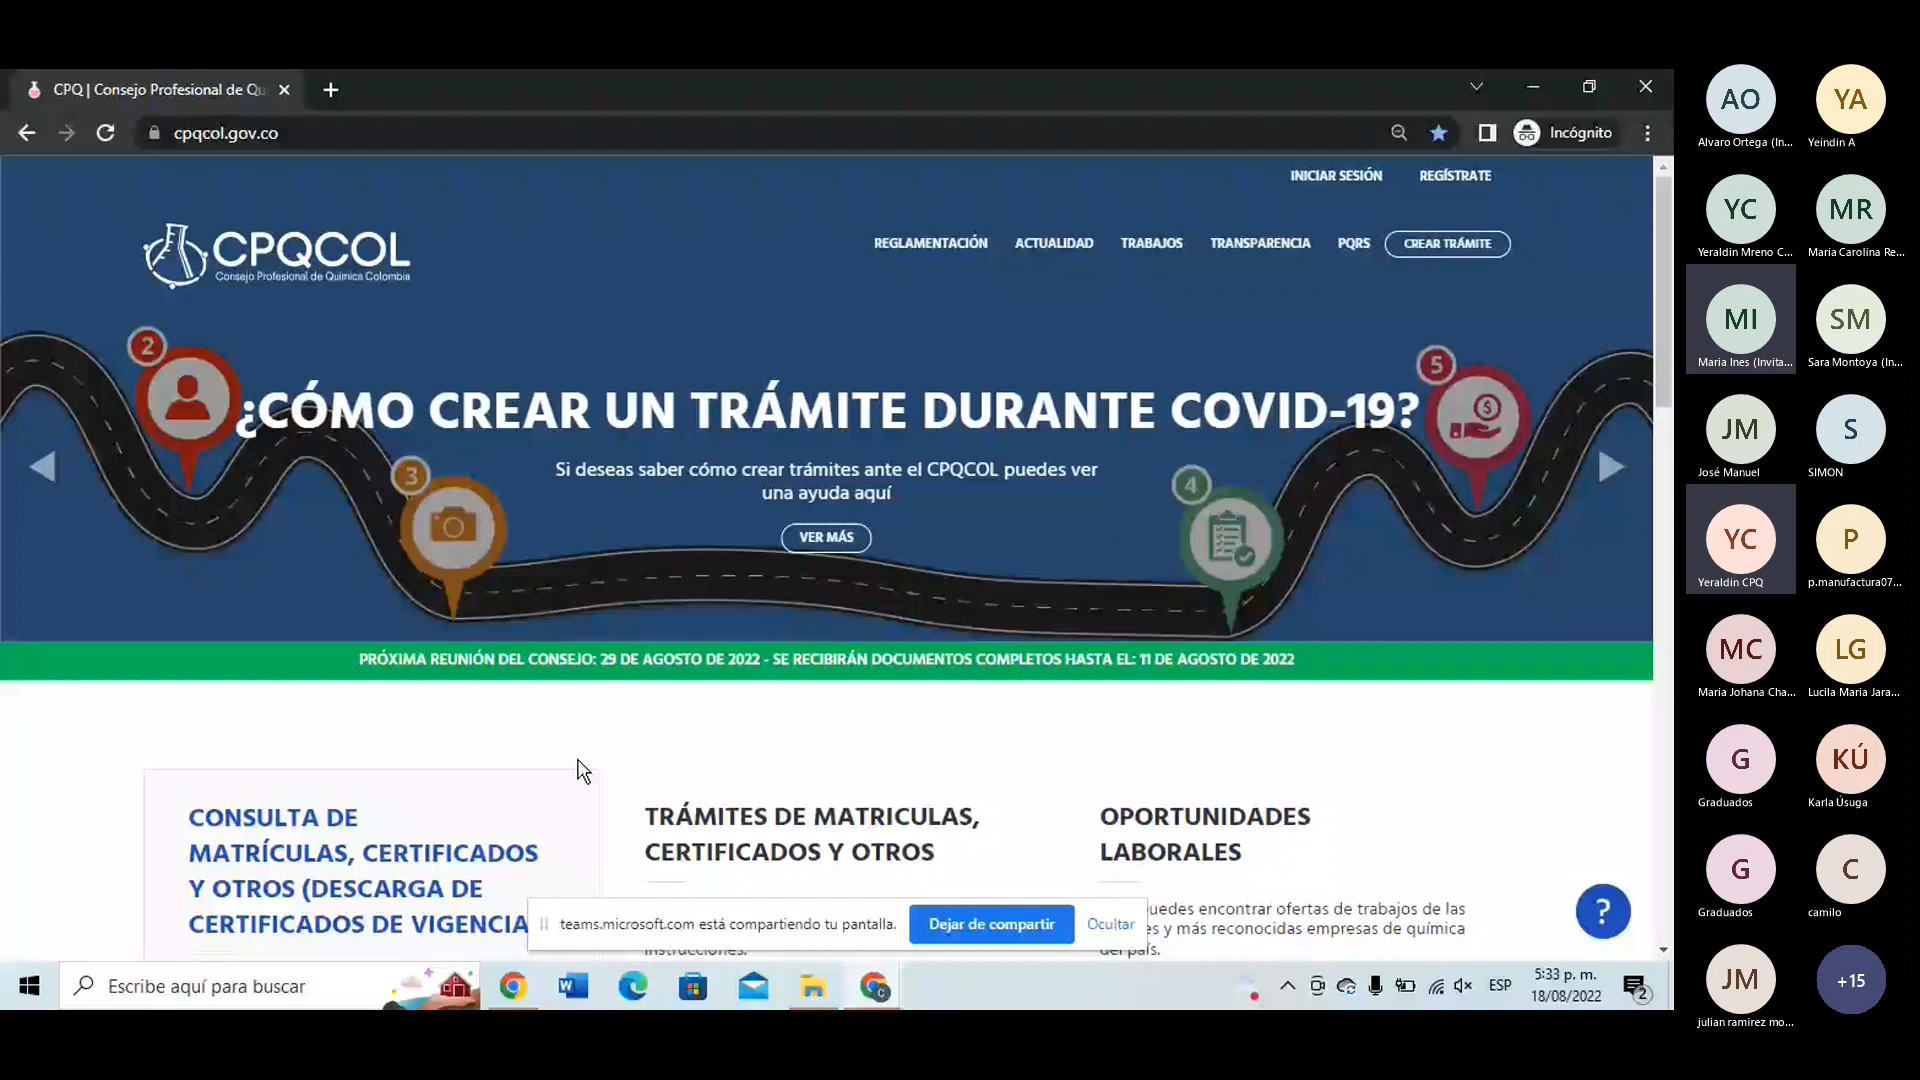 CPQ | Consejo Profesional de Qu
cpqcol.gov.co
Incógnito
INICIAR SESIÓN
REGÍSTRATE
CPQCOL
Consejo Profesional de Química Colombia
REGLAMENTACIÓN
ACTUALIDAD
TRABAJOS
TRANSPARENCIA
PQRS
CREAR TRÁMITE
2
5
¿CÓMO CREAR UN TRÁMITE DURANTE COVID-19?
3
4
Si deseas saber cómo crear trámites ante el CPQCOL puedes ver
una ayuda aquí
VER MÁS
PRÓXIMA REUNIÓN DEL CONSEJO: 29 DE AGOSTO DE 2022 - SE RECIBIRÁN DOCUMENTOS COMPLETOS HASTA EL: 11 DE AGOSTO DE 2022
CONSULTA DE
MATRÍCULAS, CERTIFICADOS
Y OTROS (DESCARGA DE
CERTIFICADOS DE VIGENCIA
TRÁMITES DE MATRICULAS,
CERTIFICADOS Y OTROS
instrucciones.
OPORTUNIDADES
LABORALES
uedes encontrar ofertas de trabajos de las
es y más reconocidas empresas de química
del país.
?
teams.microsoft.com está compartiendo tu pantalla.
Dejar de compartir
Ocultar
Escribe aquí para buscar
ESP
5:33 p. m.
18/08/2022
2
AO
Alvaro Ortega (In...
YA
Yeindin A
YC
Yeraldin Mreno C...
MR
Maria Carolina Re...
MI
Maria Ines (Invita...
SM
Sara Montoya (In...
JM
José Manuel
S
SIMON
YC
Yeraldin CPQ
P
p.manufactura07...
MC
Maria Johana Cha...
LG
Lucila Maria Jara...
G
Graduados
KÚ
Karla Úsuga
G
Graduados
C
camilo
JM
julian ramirez mo...
+15